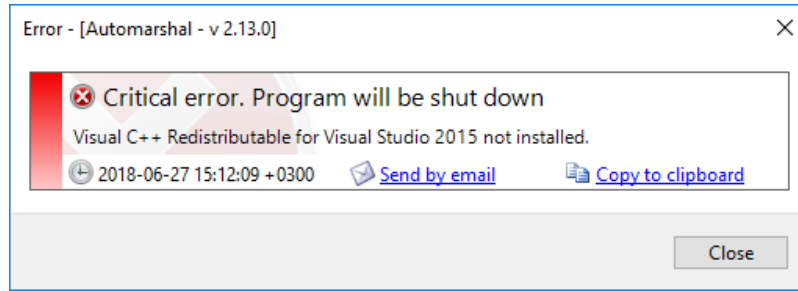 Error - [Automarshal - v 2.13.0]
Critical error. Program will be shut down
Visual C++ Redistributable for Visual Studio 2015 not installed.
2018-06-27 15:12:09 +0300 Send by email Copy to clipboard
Close